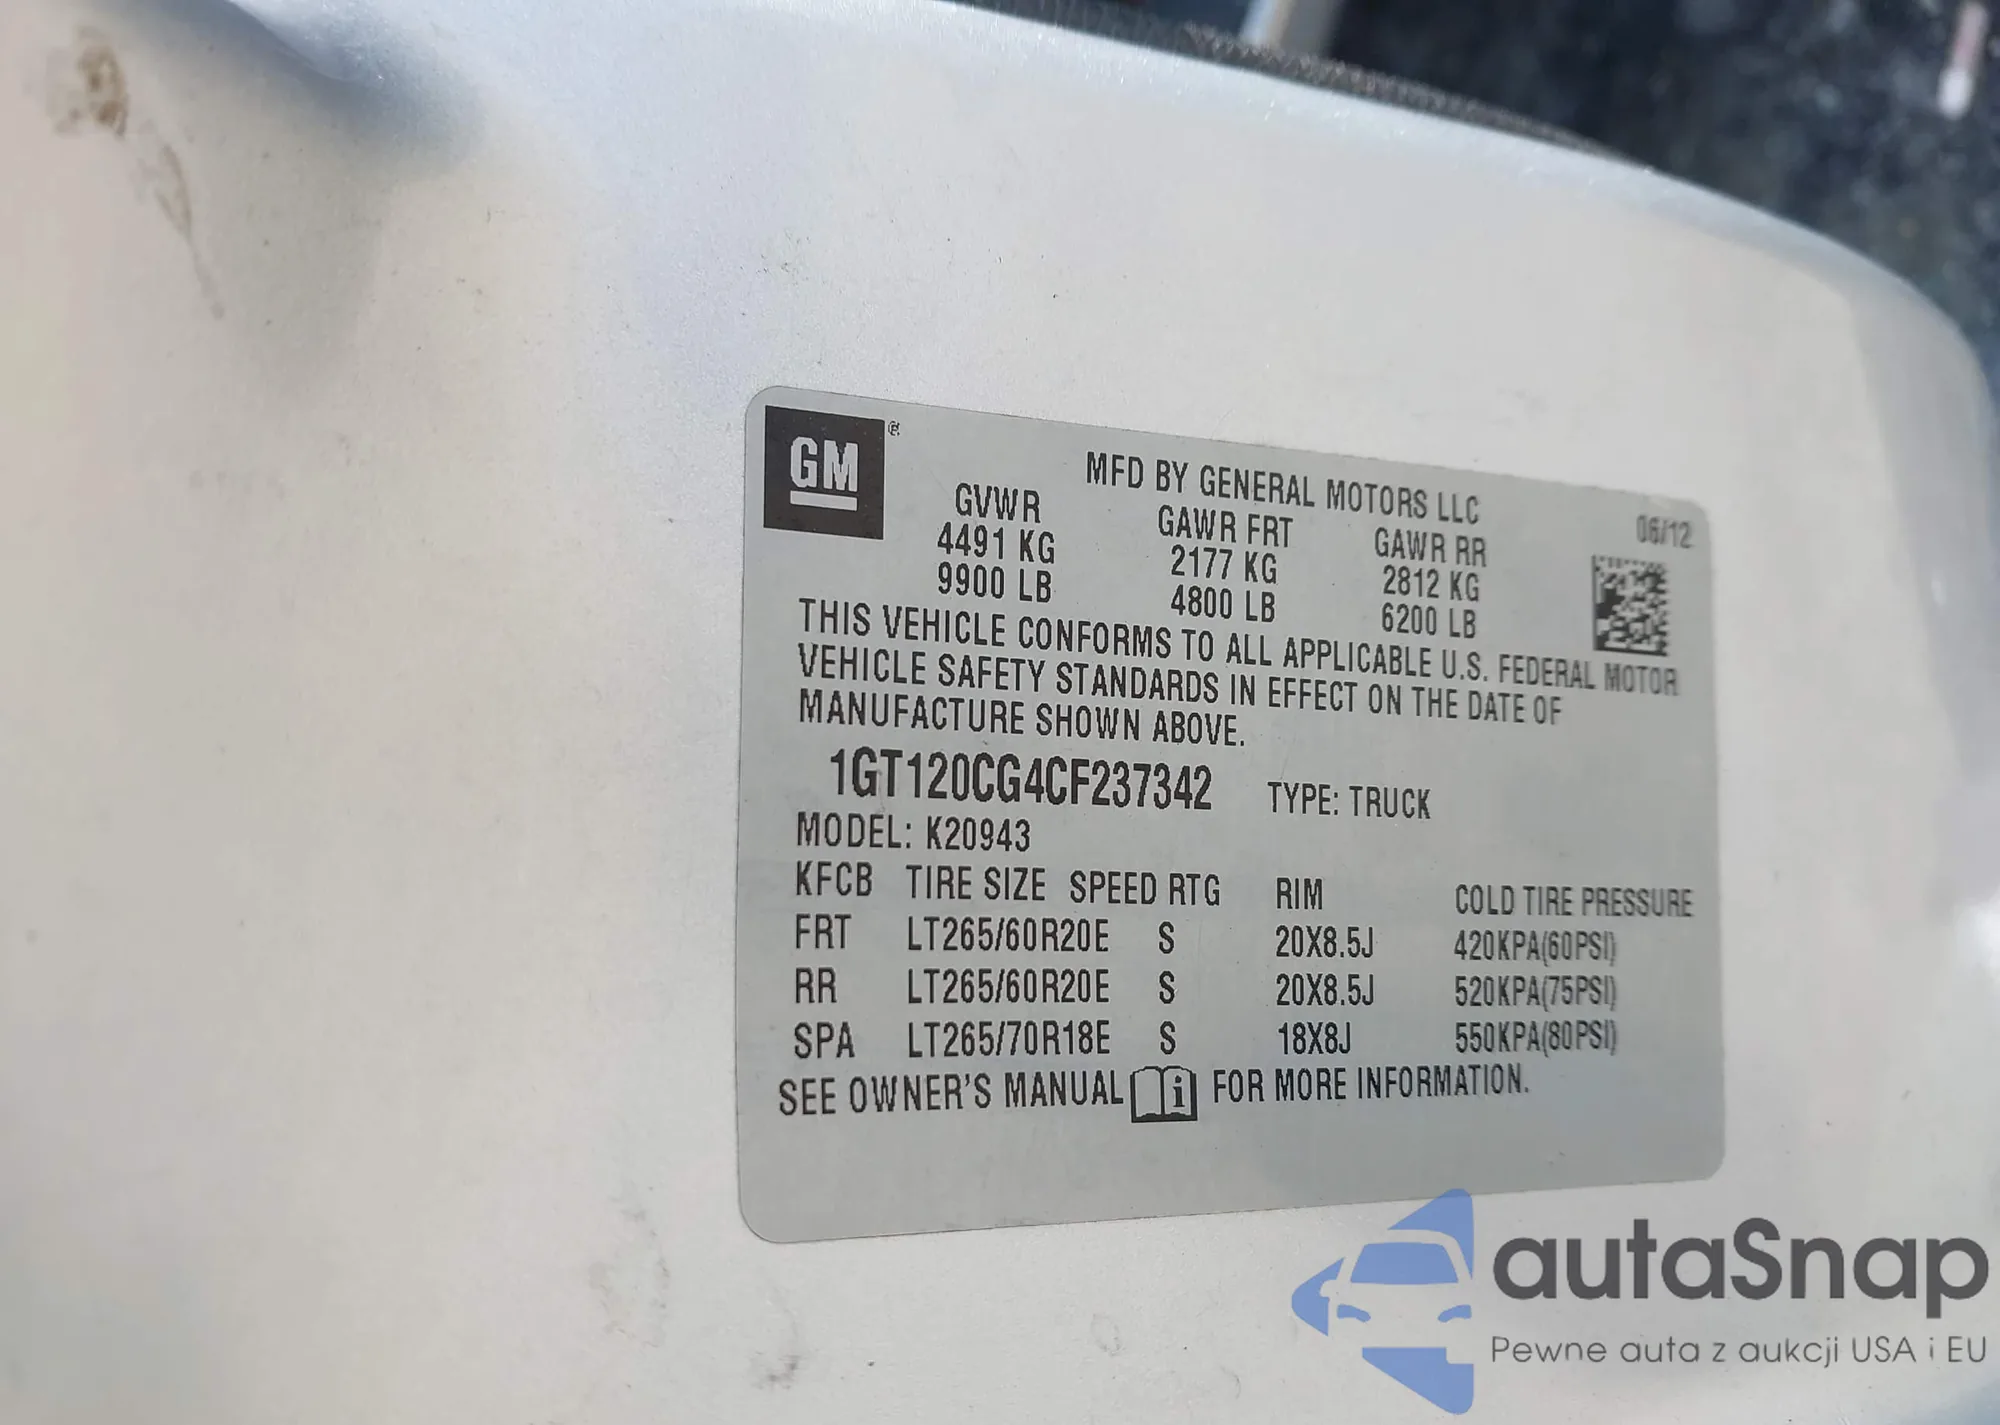 GM
MFD BY GENERAL MOTORS LLC
GVWR GAWR FRT GAWR RR 06/12
4491 KG 2177 KG 2812 KG
9900 LB 4800 LB 6200 LB
THIS VEHICLE CONFORMS TO ALL APPLICABLE U.S. FEDERAL MOTOR
VEHICLE SAFETY STANDARDS IN EFFECT ON THE DATE OF
MANUFACTURE SHOWN ABOVE.
1GT120CG4CF237342 TYPE: TRUCK
MODEL: K20943
KFCB TIRE SIZE SPEED RTG RIM COLD TIRE PRESSURE
FRT LT265/60R20E S 20X8.5J 420KPA(60PSI)
RR LT265/60R20E S 20X8.5J 520KPA(75PSI)
SPA LT265/70R18E S 18X8J 550KPA(80PSI)
SEE OWNER'S MANUAL i FOR MORE INFORMATION.
autaSnap
Pewne auta z aukcji USA i EU